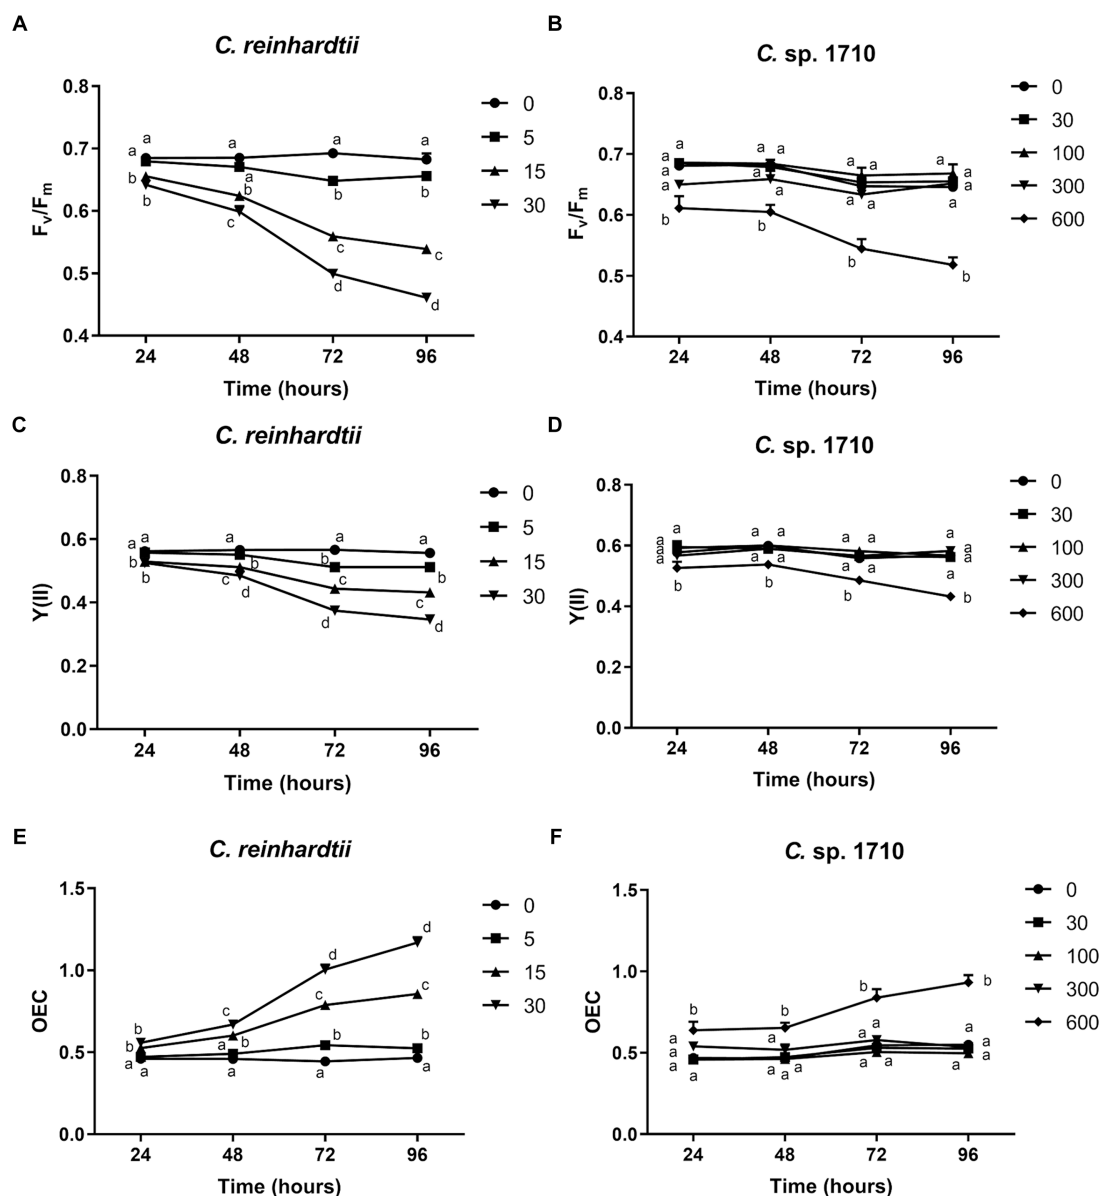 A
C. reinhardtii
0.8
0.7
0.6
0.5
0.4
Fv/Fm
a a a a
a
a b b
b b
b c c c
d d
24 48 72 96
Time (hours)
0
5
15
30
B
C. sp. 1710
0.8
0.7
0.6
0.5
0.4
Fv/Fm
a a a a a a
a a
a a a a a a a
b b
b b
24 48 72 96
Time (hours)
0
30
100
300
600
C
C. reinhardtii
0.8
0.6
0.4
0.2
0.0
Y(II)
a a a a
a
b b b b
b c c c
d d d
24 48 72 96
Time (hours)
0
5
15
30
D
C. sp. 1710
0.8
0.6
0.4
0.2
0.0
Y(II)
a a a a a a
a a
a a a a a a a
b b b b
24 48 72 96
Time (hours)
0
30
100
300
600
E
C. reinhardtii
1.5
1.0
0.5
0.0
OEC
d d
b c c c
b a b b b
a a a a a
24 48 72 96
Time (hours)
0
5
15
30
F
C. sp. 1710
1.5
1.0
0.5
0.0
OEC
b b b b
a a a a
a a
a a a a a a a a
a a
24 48 72 96
Time (hours)
0
30
100
300
600